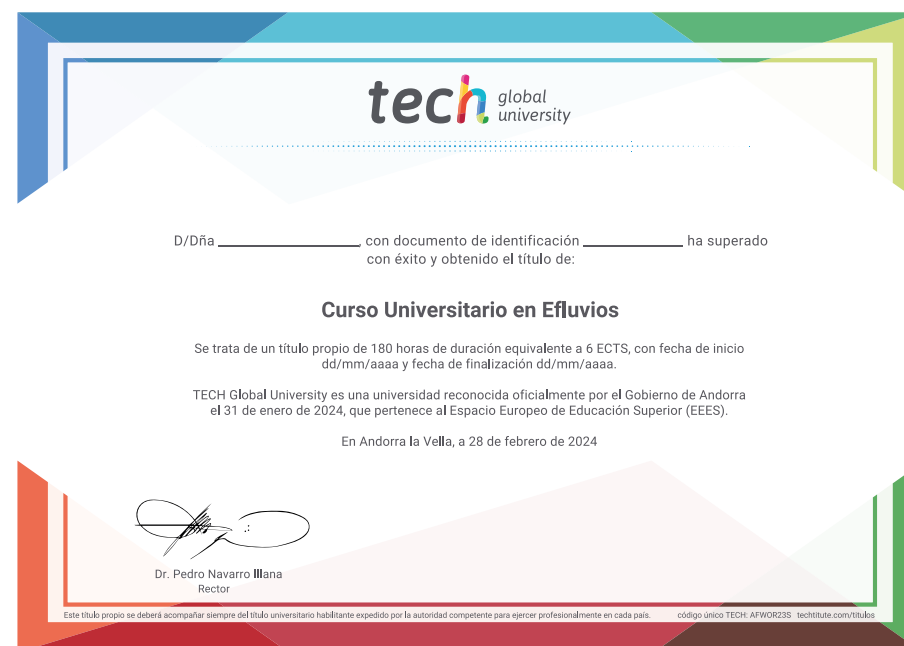 tech global university
D/Dña ____________________, con documento de identificación ______________ ha superado
con éxito y obtenido el título de:
Curso Universitario en Efluvios
Se trata de un título propio de 180 horas de duración equivalente a 6 ECTS, con fecha de inicio
dd/mm/aaaa y fecha de finalización dd/mm/aaaa.
TECH Global University es una universidad reconocida oficialmente por el Gobierno de Andorra
el 31 de enero de 2024, que pertenece al Espacio Europeo de Educación Superior (EEES).
En Andorra la Vella, a 28 de febrero de 2024
Dr. Pedro Navarro Illana
Rector
Este título propio se deberá acompañar siempre del título universitario habilitante expedido por la autoridad competente para ejercer profesionalmente en cada país. código único TECH: AFWOR23S techtitute.com/titulos